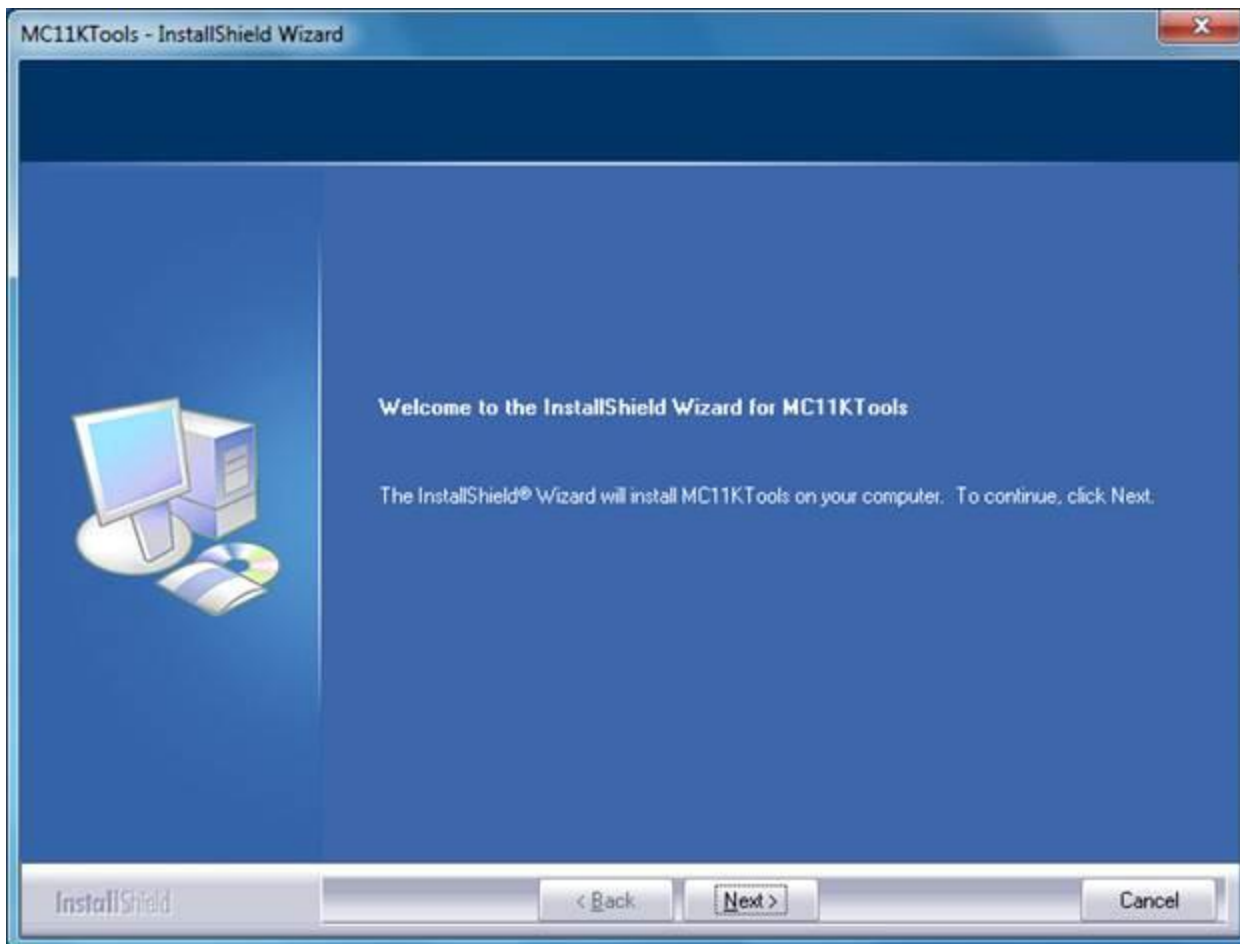 MC11KTools - InstallShield Wizard
Welcome to the InstallShield Wizard for MC11KTools
The InstallShield® Wizard will install MC11KTools on your computer. To continue, click Next.
InstallShield
< Back
Next >
Cancel